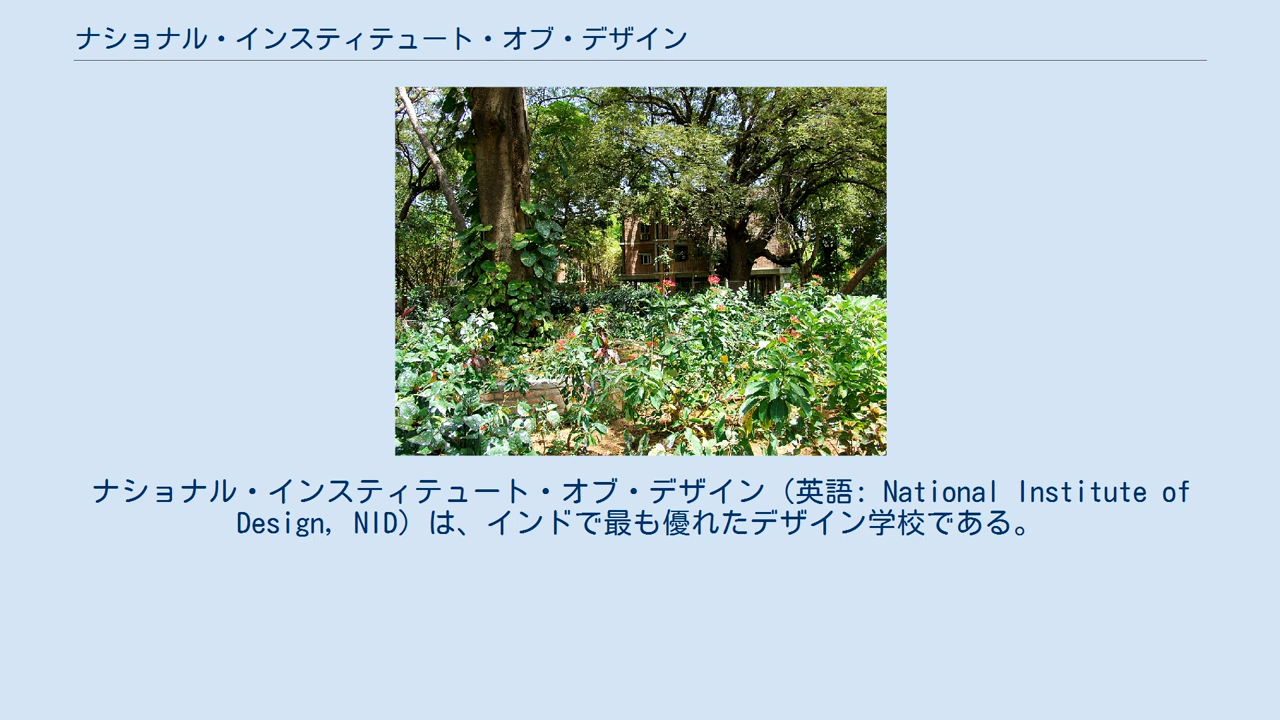 ナショナル・インスティテュート・オブ・デザイン
ナショナル・インスティテュート・オブ・デザイン（英語: National Institute of
Design, NID）は、インドで最も優れたデザイン学校である。